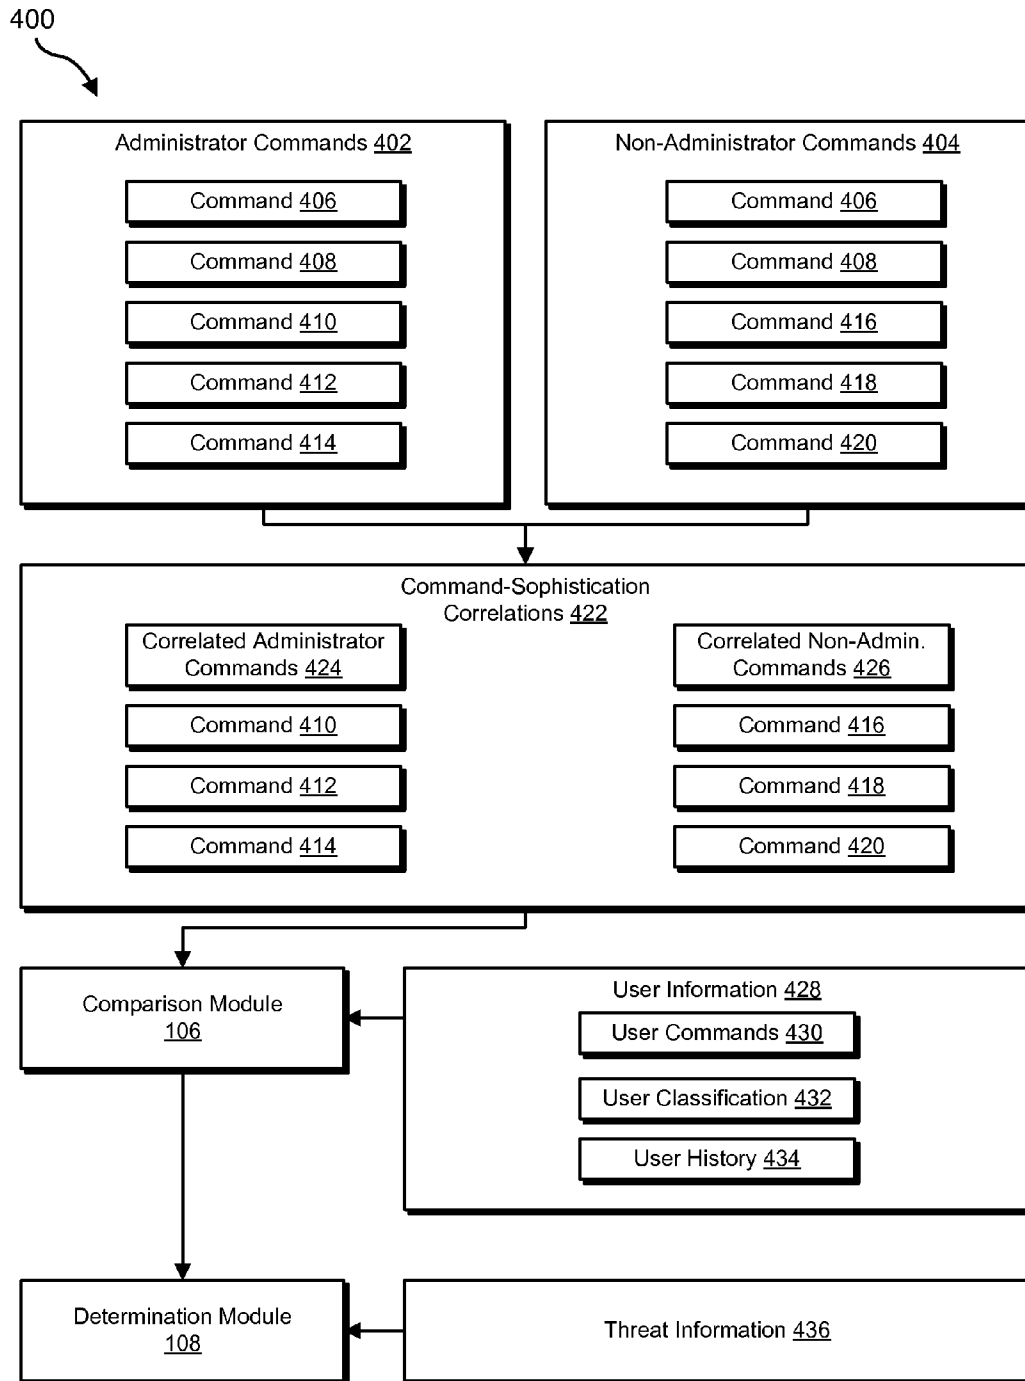 400
Administrator Commands 402
Command 406
Command 408
Command 410
Command 412
Command 414
Non-Administrator Commands 404
Command 406
Command 408
Command 416
Command 418
Command 420
Command-Sophistication
Correlations 422
Correlated Administrator
Commands 424
Command 410
Command 412
Command 414
Correlated Non-Admin.
Commands 426
Command 416
Command 418
Command 420
Comparison Module
106
User Information 428
User Commands 430
User Classification 432
User History 434
Determination Module
108
Threat Information 436